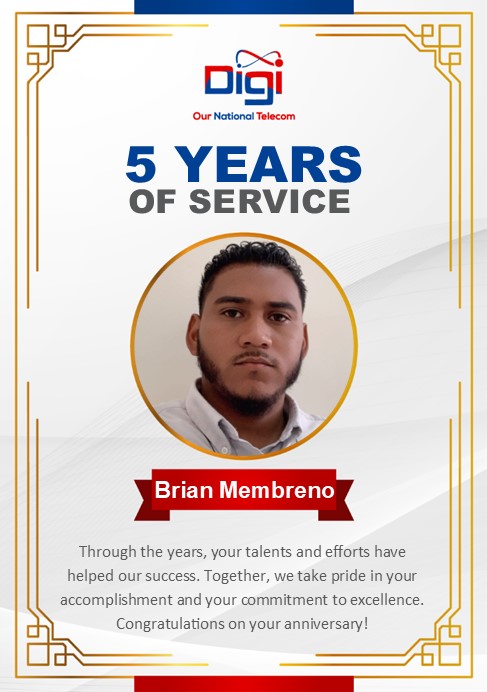 Digi
Our National Telecom
5 YEARS
OF SERVICE
Brian Membreno
Through the years, your talents and efforts have
helped our success. Together, we take pride in your
accomplishment and your commitment to excellence.
Congratulations on your anniversary!